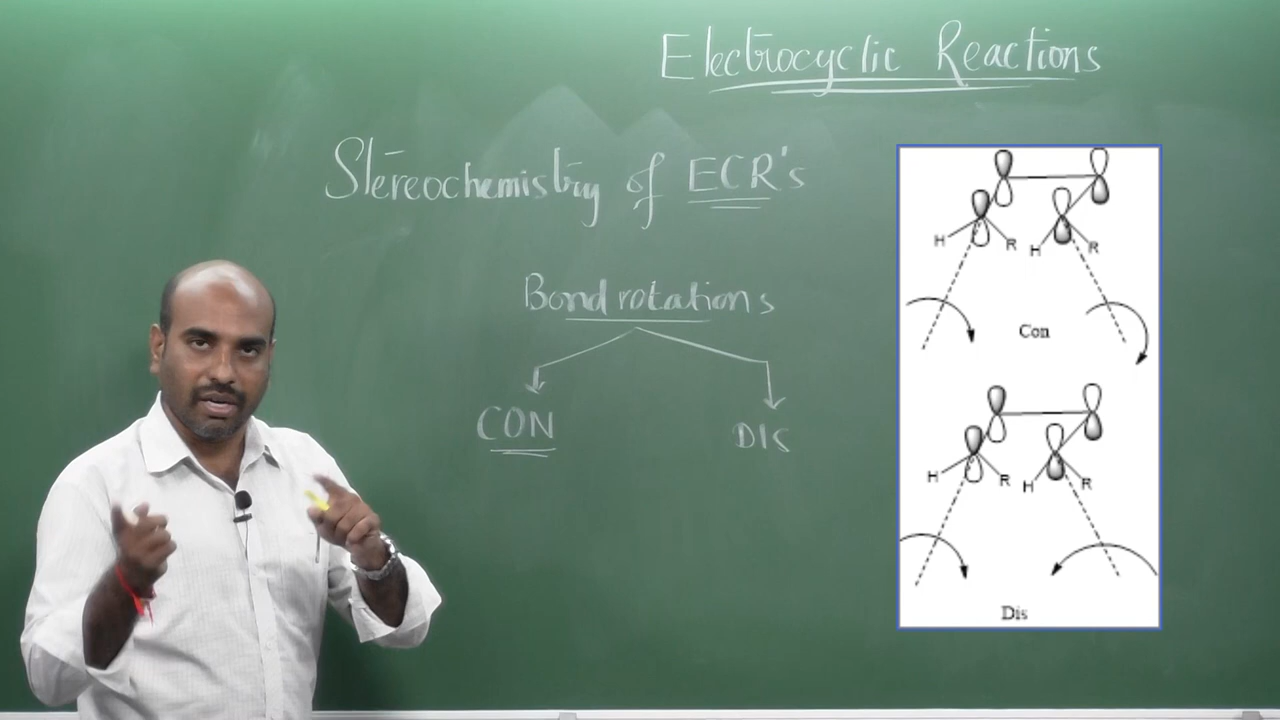 Electrocyclic Reactions
Stereochemistry of ECR's
Bond rotations
CON DIS
H R H R
Con
H R H R
Dis